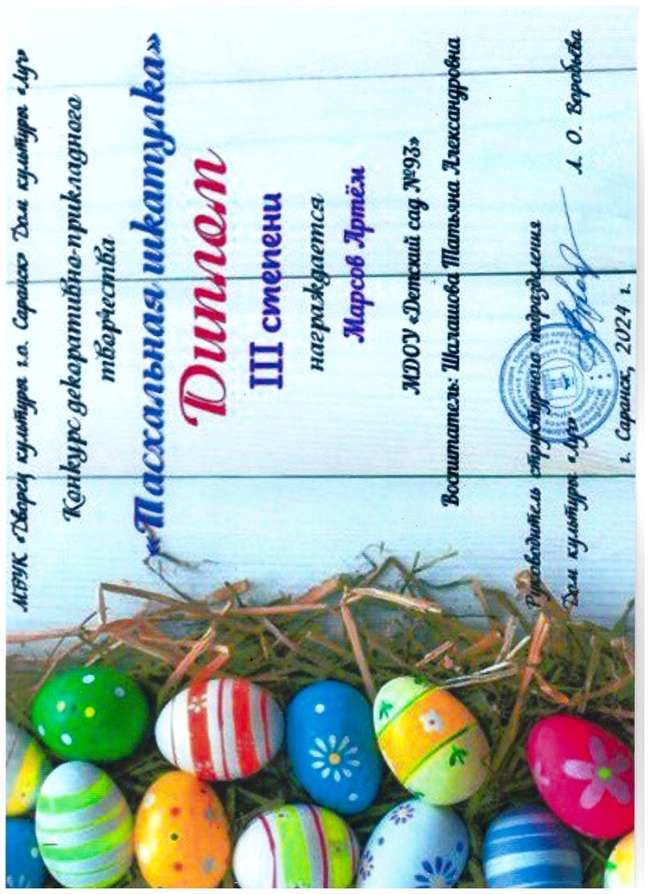 МБУК «Дворец культуры г.о. Саранск» Дом культуры «Луч»
Конкурс декоративно-прикладного
творчества
«Пасхальная шкатулка»
Диплом
III степени
награждается
Марсов Артём
МДОУ «Детский сад №93»
Воспитатель: Шалашова Татьяна Александровна
Руководитель структурного подразделения
Дом культуры «Луч» А. О. Воробьёва
г. Саранск, 2024 г.